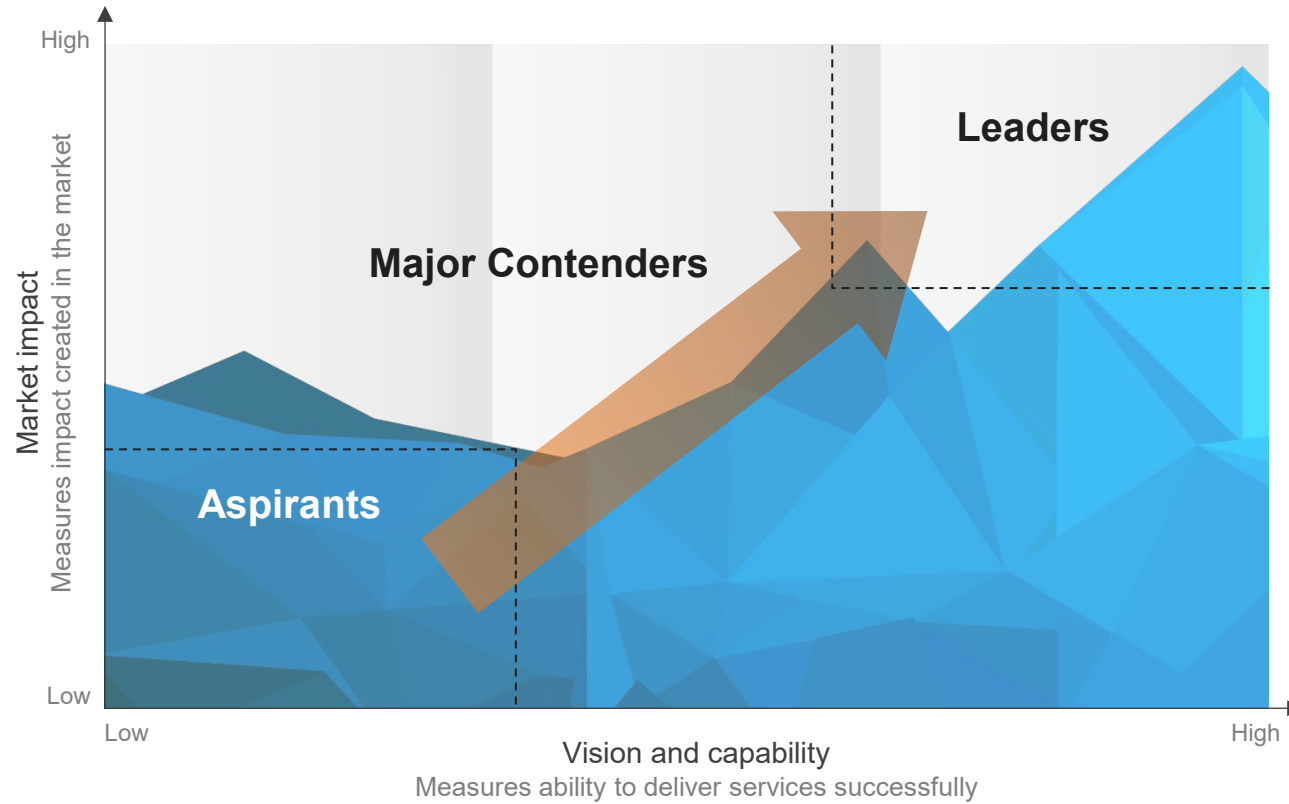 High
Leaders
Major Contenders
Market impact
Measures impact created in the market
Aspirants
Low
Low
High
Vision and capability
Measures ability to deliver services successfully